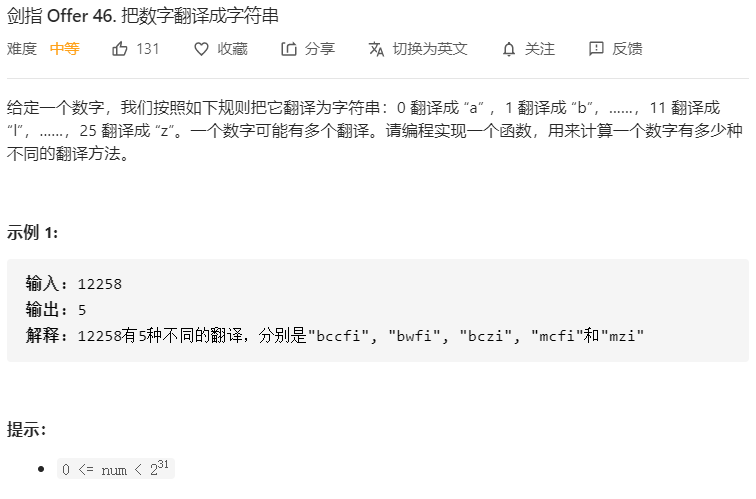 剑指 Offer 46. 把数字翻译成字符串
难度 中等 131 收藏 分享 切换为英文 关注 反馈
给定一个数字，我们按照如下规则把它翻译为字符串：0 翻译成 “a” ，1 翻译成 “b”，……，11 翻译成
“l”，……，25 翻译成 “z”。一个数字可能有多个翻译。请编程实现一个函数，用来计算一个数字有多少种
不同的翻译方法。
示例 1:
输入：12258
输出：5
解释：12258有5种不同的翻译，分别是"bccfi", "bwfi", "bczi", "mcfi"和"mzi"
提示：
0 <= num < 2³¹